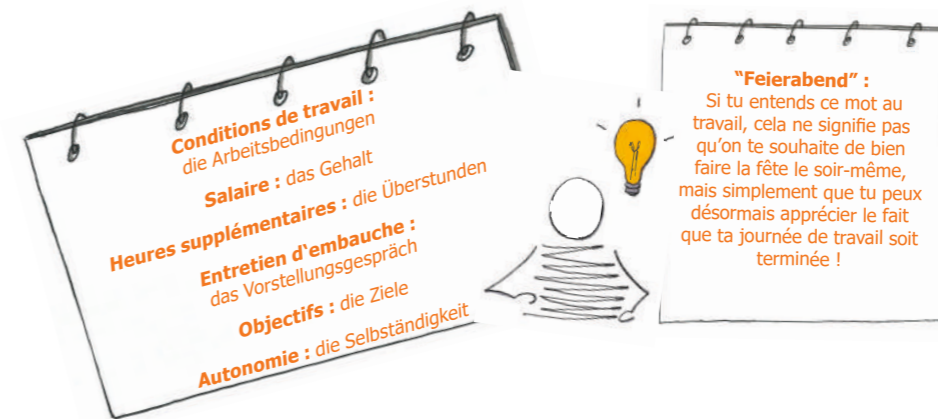 Conditions de travail :
die Arbeitsbedingungen
Salaire : das Gehalt
Heures supplémentaires : die Überstunden
Entretien d‘embauche :
das Vorstellungsgespräch
Objectifs : die Ziele
Autonomie : die Selbständigkeit
“Feierabend” :
Si tu entends ce mot au
travail, cela ne signifie pas
qu’on te souhaite de bien
faire la fête le soir-même,
mais simplement que tu peux
désormais apprécier le fait
que ta journée de travail soit
terminée !